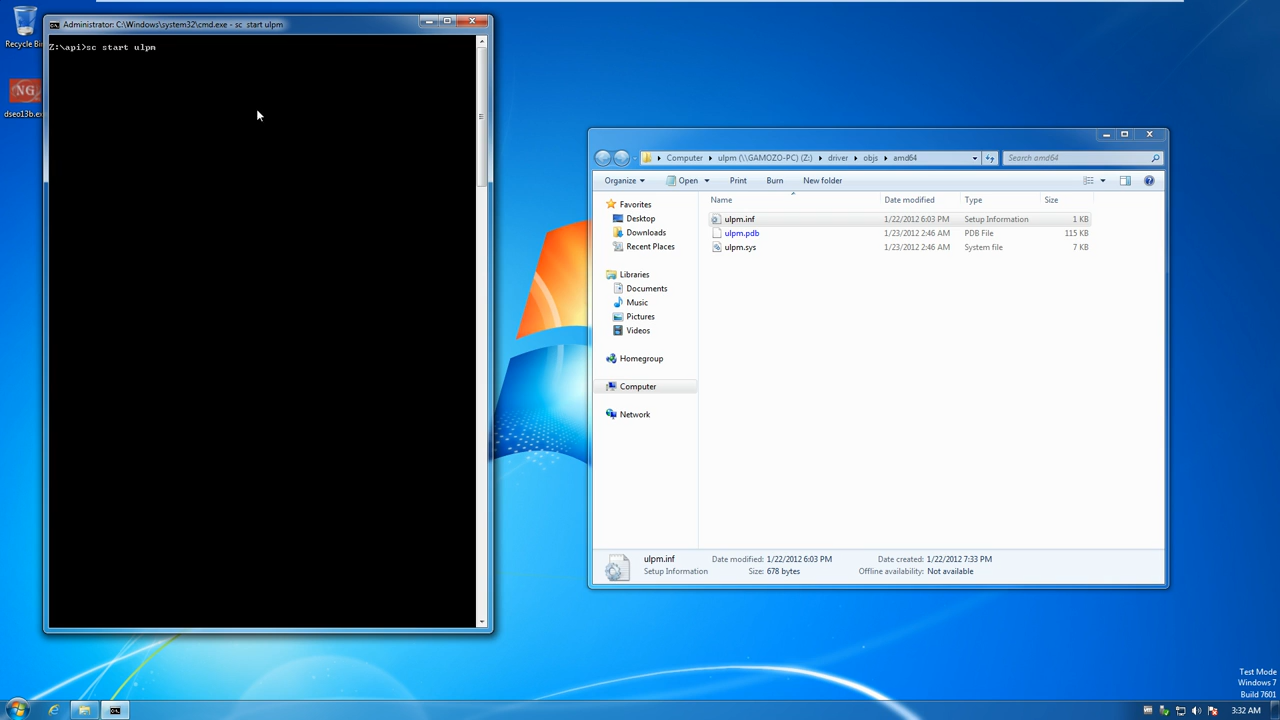 Recycle Bin
NG
dseo13b.ex
Administrator: C:\Windows\system32\cmd.exe - sc start ulpm
Z:\api>sc start ulpm
Computer ulpm (\\GAMOZO-PC) (Z:) driver objs amd64
Search amd64
Organize Open Print Burn New folder
Name Date modified Type Size
Favorites
Desktop
Downloads
Recent Places
Libraries
Documents
Music
Pictures
Videos
Homegroup
Computer
Network
ulpm.inf 1/22/2012 6:03 PM Setup Information 1 KB
ulpm.pdb 1/23/2012 2:46 AM PDB File 115 KB
ulpm.sys 1/23/2012 2:46 AM System file 7 KB
ulpm.inf Date modified: 1/22/2012 6:03 PM Date created: 1/22/2012 7:33 PM
Setup Information Size: 678 bytes Offline availability: Not available
Test Mode
Windows 7
Build 7601
3:32 AM